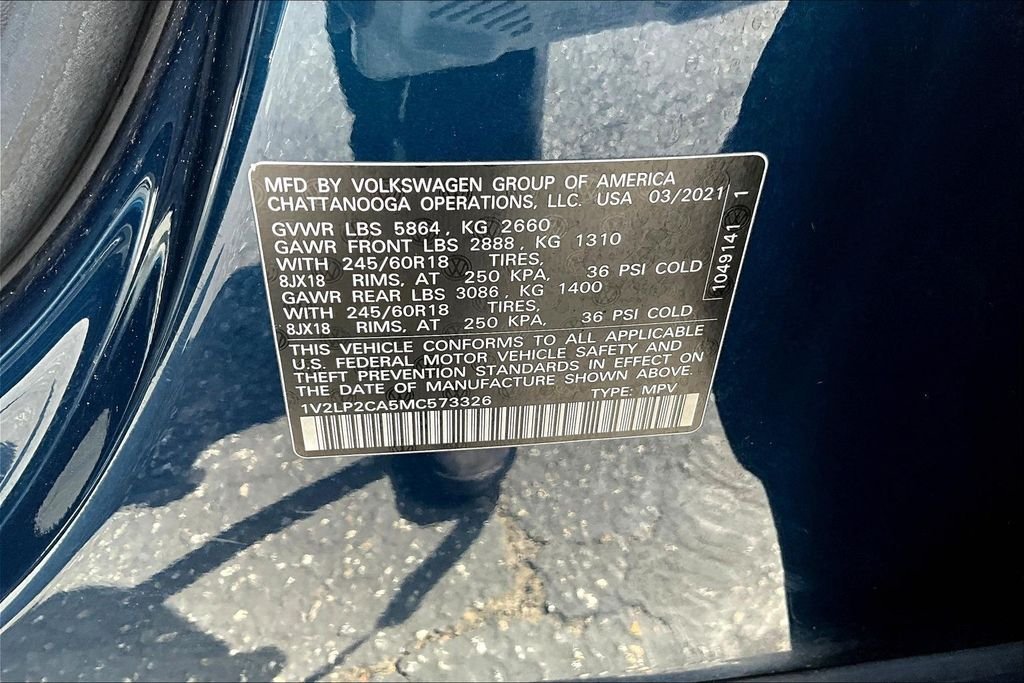 MFD BY VOLKSWAGEN GROUP OF AMERICA
CHATTANOOGA OPERATIONS, LLC. USA 03/2021
GVWR LBS 5864, KG 2660
GAWR FRONT LBS 2888, KG 1310
WITH 245/60R18 TIRES,
8JX18 RIMS, AT 250 KPA, 36 PSI COLD
GAWR REAR LBS 3086, KG 1400
WITH 245/60R18 TIRES,
8JX18 RIMS, AT 250 KPA, 36 PSI COLD
1049141 1
THIS VEHICLE CONFORMS TO ALL APPLICABLE
U.S. FEDERAL MOTOR VEHICLE SAFETY AND
THEFT PREVENTION STANDARDS IN EFFECT ON
THE DATE OF MANUFACTURE SHOWN ABOVE.
1V2LP2CA5MC573326 TYPE: MPV